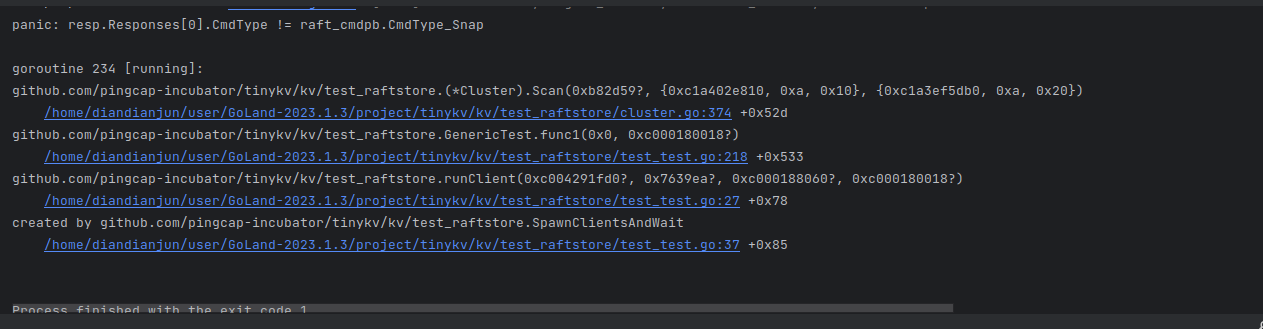 panic: resp.Responses[0].CmdType != raft_cmdpb.CmdType_Snap
goroutine 234 [running]:
github.com/pingcap-incubator/tinykv/kv/test_raftstore.(*Cluster).Scan(0xb82d59?, {0xc1a402e810, 0xa, 0x10}, {0xc1a3ef5db0, 0xa, 0x20})
/home/diandianjun/user/GoLand-2023.1.3/project/tinykv/kv/test_raftstore/cluster.go:374 +0x52d
github.com/pingcap-incubator/tinykv/kv/test_raftstore.GenericTest.func1(0x0, 0xc000180018?)
/home/diandianjun/user/GoLand-2023.1.3/project/tinykv/kv/test_raftstore/test_test.go:218 +0x533
github.com/pingcap-incubator/tinykv/kv/test_raftstore.runClient(0xc004291fd0?, 0x7639ea?, 0xc000188060?, 0xc000180018?)
/home/diandianjun/user/GoLand-2023.1.3/project/tinykv/kv/test_raftstore/test_test.go:27 +0x78
created by github.com/pingcap-incubator/tinykv/kv/test_raftstore.SpawnClientsAndWait
/home/diandianjun/user/GoLand-2023.1.3/project/tinykv/kv/test_raftstore/test_test.go:37 +0x85
Process finished with the exit code 1